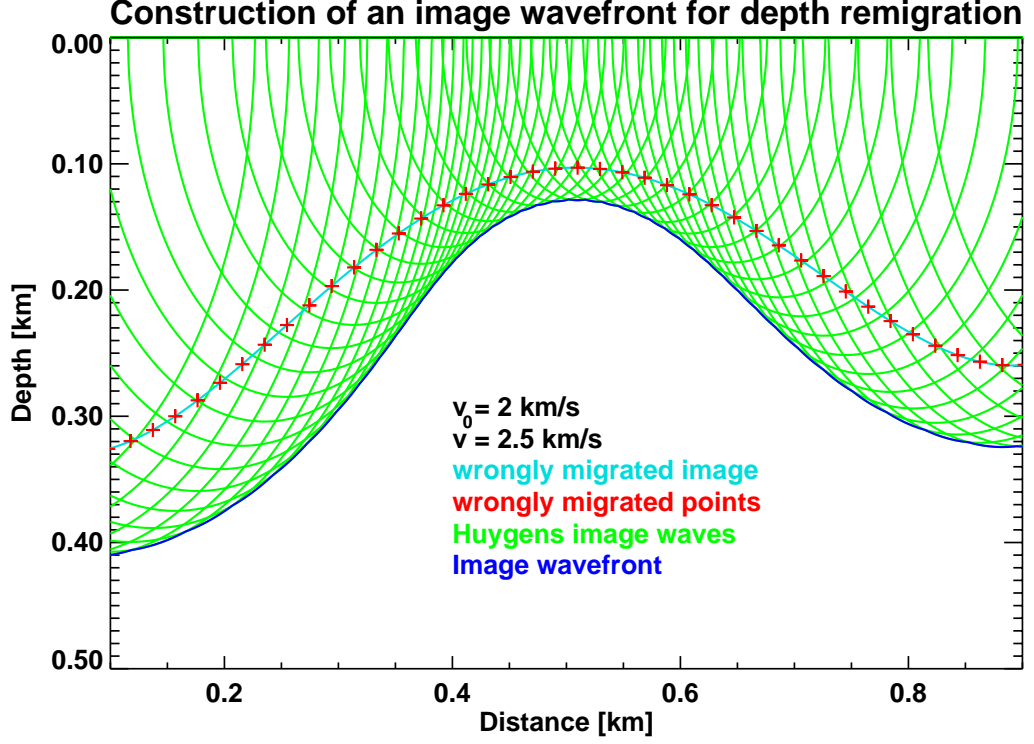 Construction of an image wavefront for depth remigration
0.00
0.10
0.20
0.30
0.40
0.50
Depth [km]
v0= 2 km/s
v = 2.5 km/s
wrongly migrated image
wrongly migrated points
Huygens image waves
Image wavefront
0.2 0.4 0.6 0.8
Distance [km]